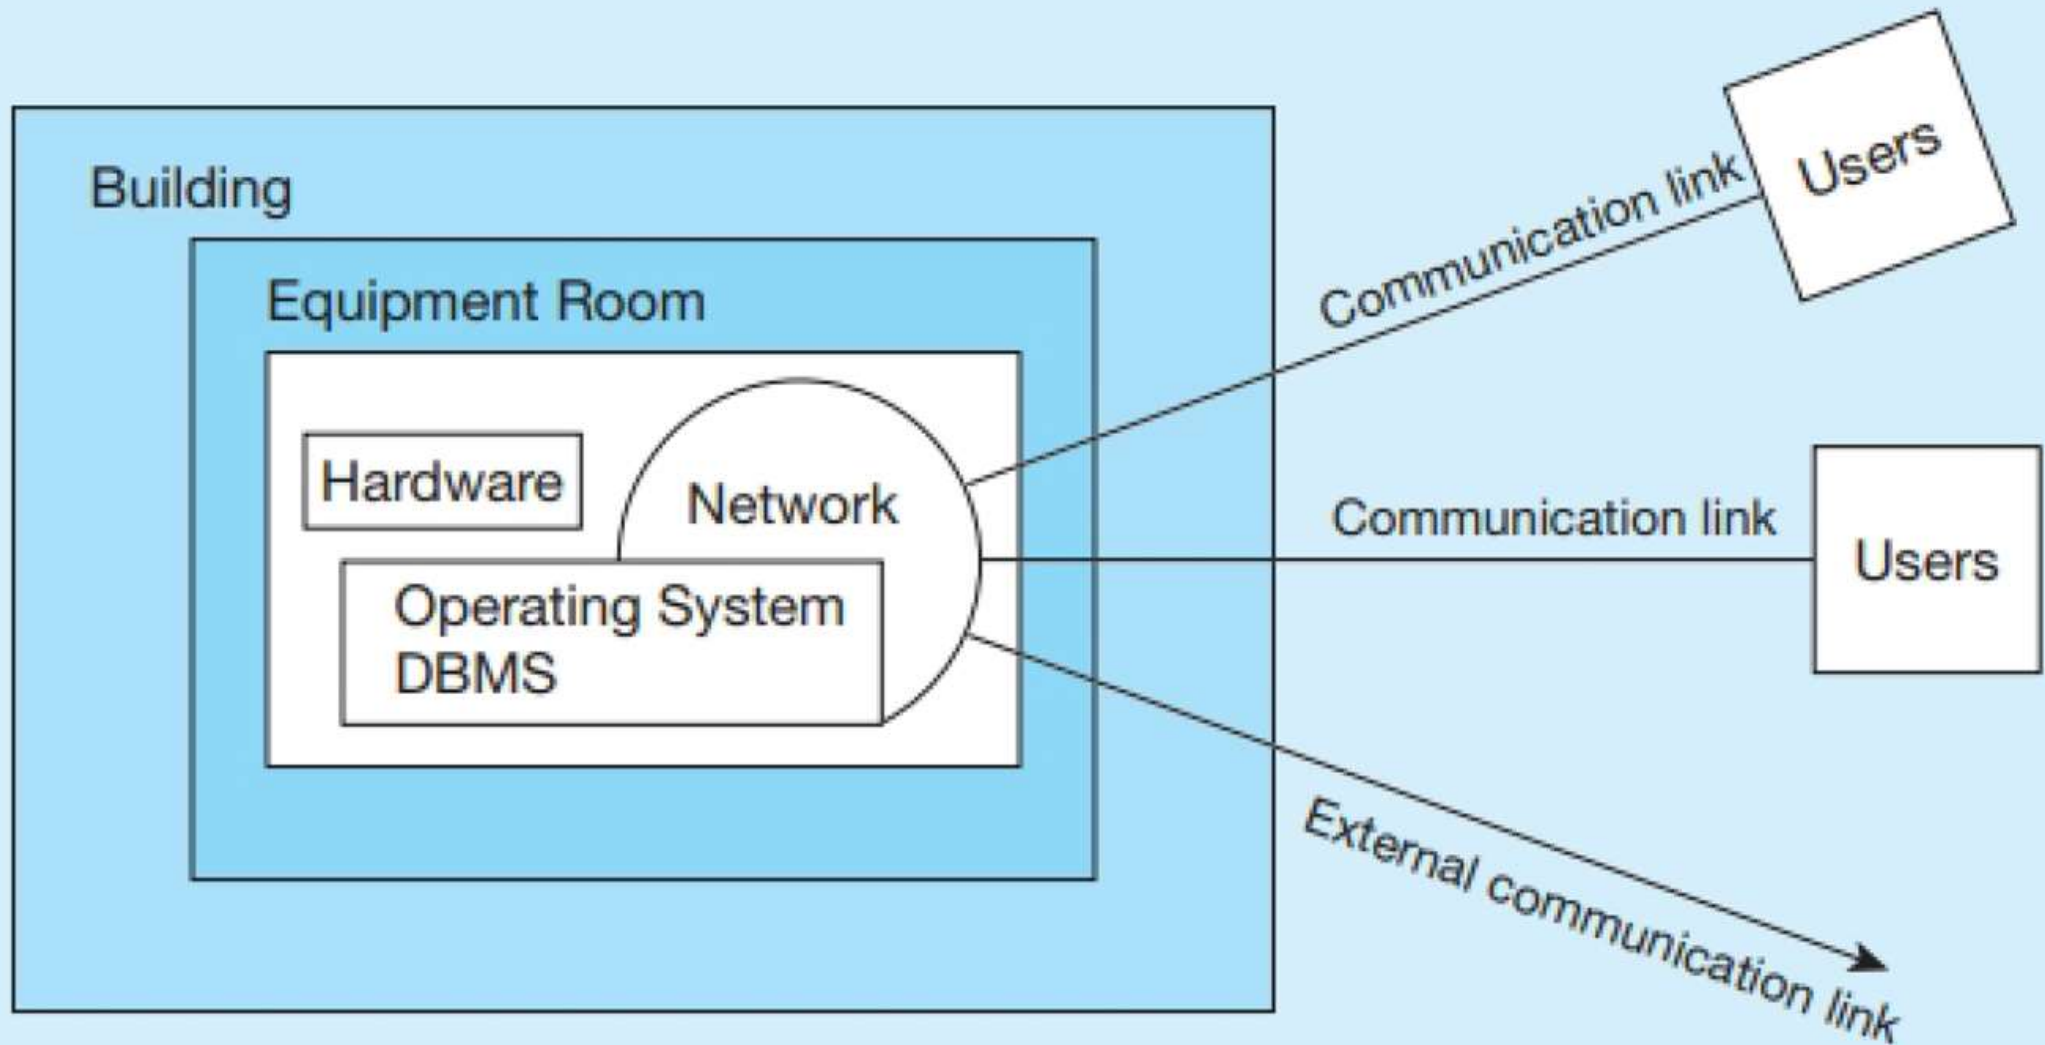 Building
Equipment Room
Hardware
Network
Operating System
DBMS
Communication link
Users
Communication link
Users
External communication link